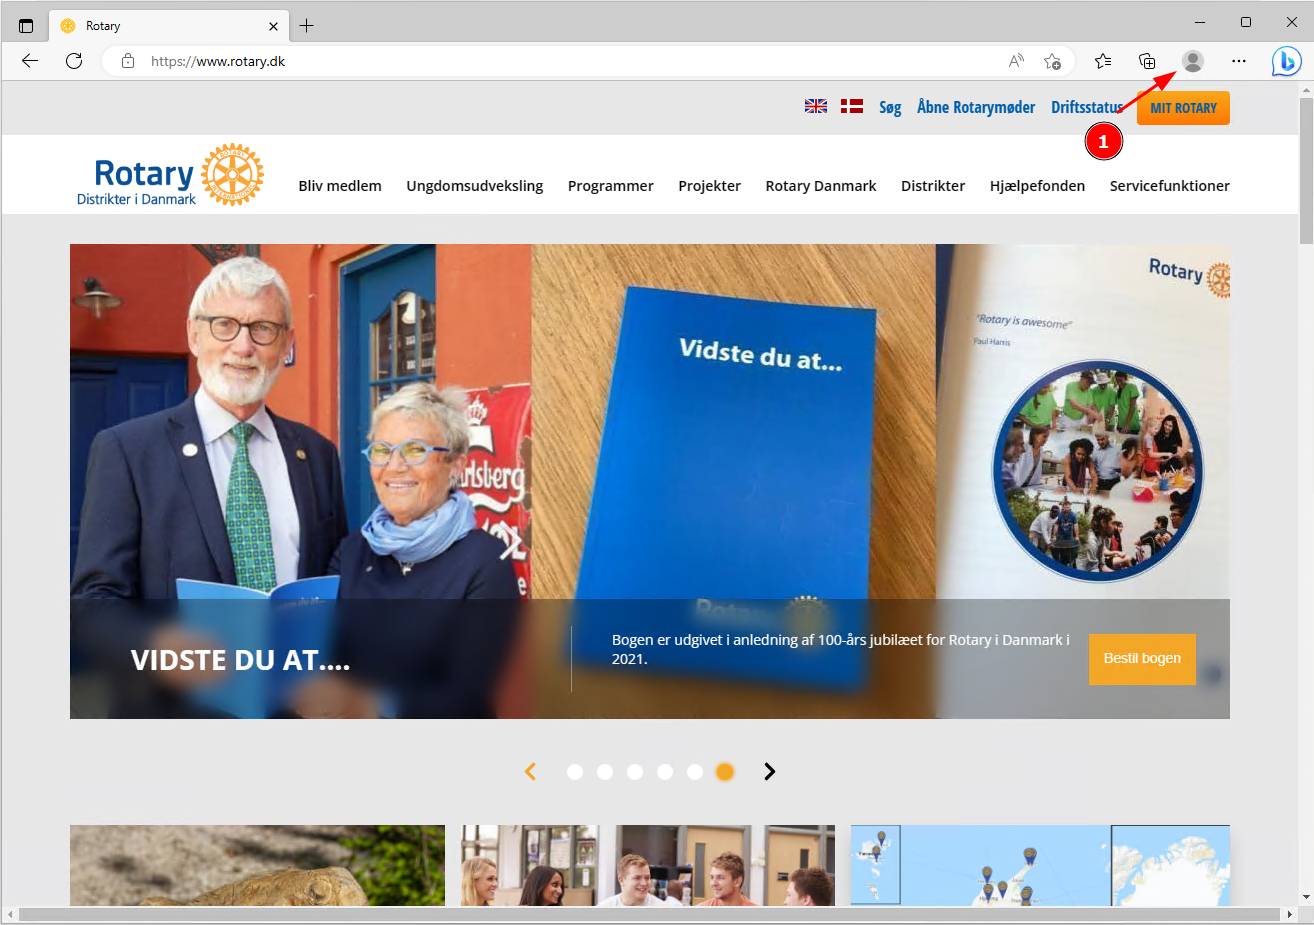 Rotary
https://www.rotary.dk
Søg Åbne Rotarymøder Driftsstatus MIT ROTARY
1
Rotary
Distrikter i Danmark
Bliv medlem Ungdomsudveksling Programmer Projekter Rotary Danmark Distrikter Hjælpefonden Servicefunktioner
Vidste du at...
Rotary
"Rotary is awesome"
Paul Harris
Rotary
VIDSTE DU AT....
Bogen er udgivet i anledning af 100-års jubilæet for Rotary i Danmark i
2021.
Bestil bogen